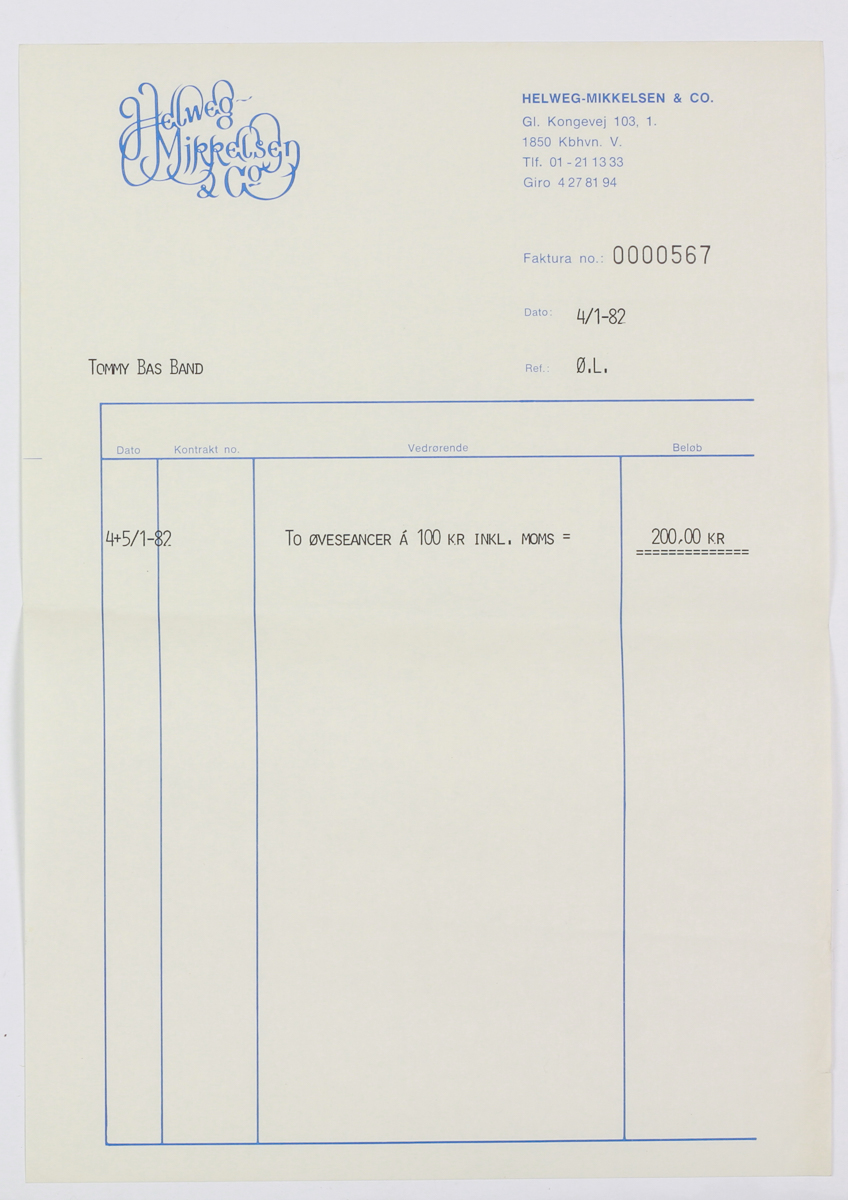 Helweg-
Mikkelsen
& Co
HELWEG-MIKKELSEN & CO.
Gl. Kongevej 103, 1.
1850 Kbhvn. V.
Tlf. 01 - 21 13 33
Giro 4 27 81 94
Faktura no.: 0000567
Dato: 4/1-82
Tommy Bas Band
Ref.: Ø.L.
Dato Kontrakt no. Vedrørende Beløb
4+5/1-82 To øveseancer á 100 kr inkl. moms = 200,00 kr
==============